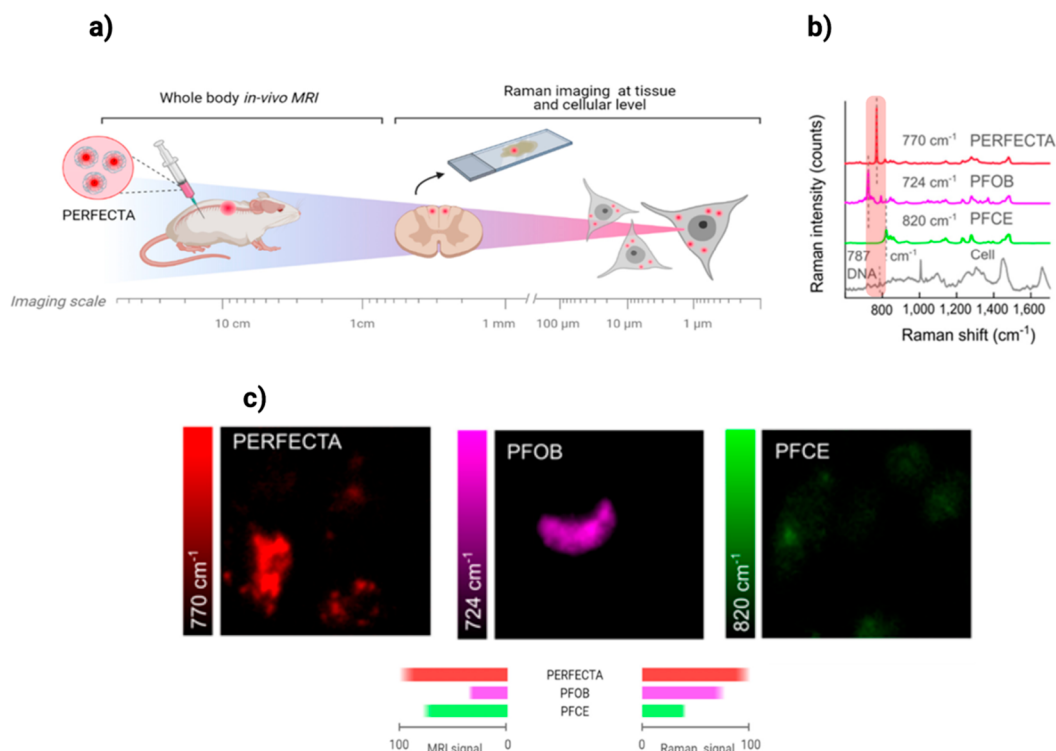 a)
Whole body in-vivo MRI
Raman imaging at tissue
and cellular level
PERFECTA
Imaging scale
10 cm
1cm
1 mm
100 µm
10 µm
1 µm
b)
Raman intensity (counts)
770 cm-1 PERFECTA
724 cm-1 PFOB
820 cm-1 PFCE
787 cm-1 Cell
DNA
800 1,000 1,200 1,400 1,600
Raman shift (cm-1)
c)
PERFECTA
770 cm-1
PFOB
724 cm-1
PFCE
820 cm-1
PERFECTA
PFOB
PFCE
100 MRI signal 0
0 Raman signal 100